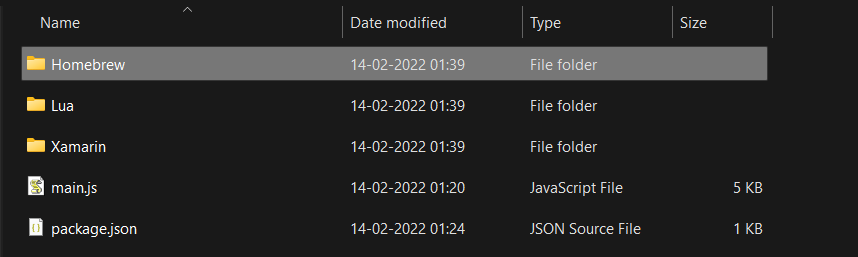 Name Date modified Type Size
Homebrew 14-02-2022 01:39 File folder
Lua 14-02-2022 01:39 File folder
Xamarin 14-02-2022 01:39 File folder
main.js 14-02-2022 01:20 JavaScript File 5 KB
package.json 14-02-2022 01:24 JSON Source File 1 KB